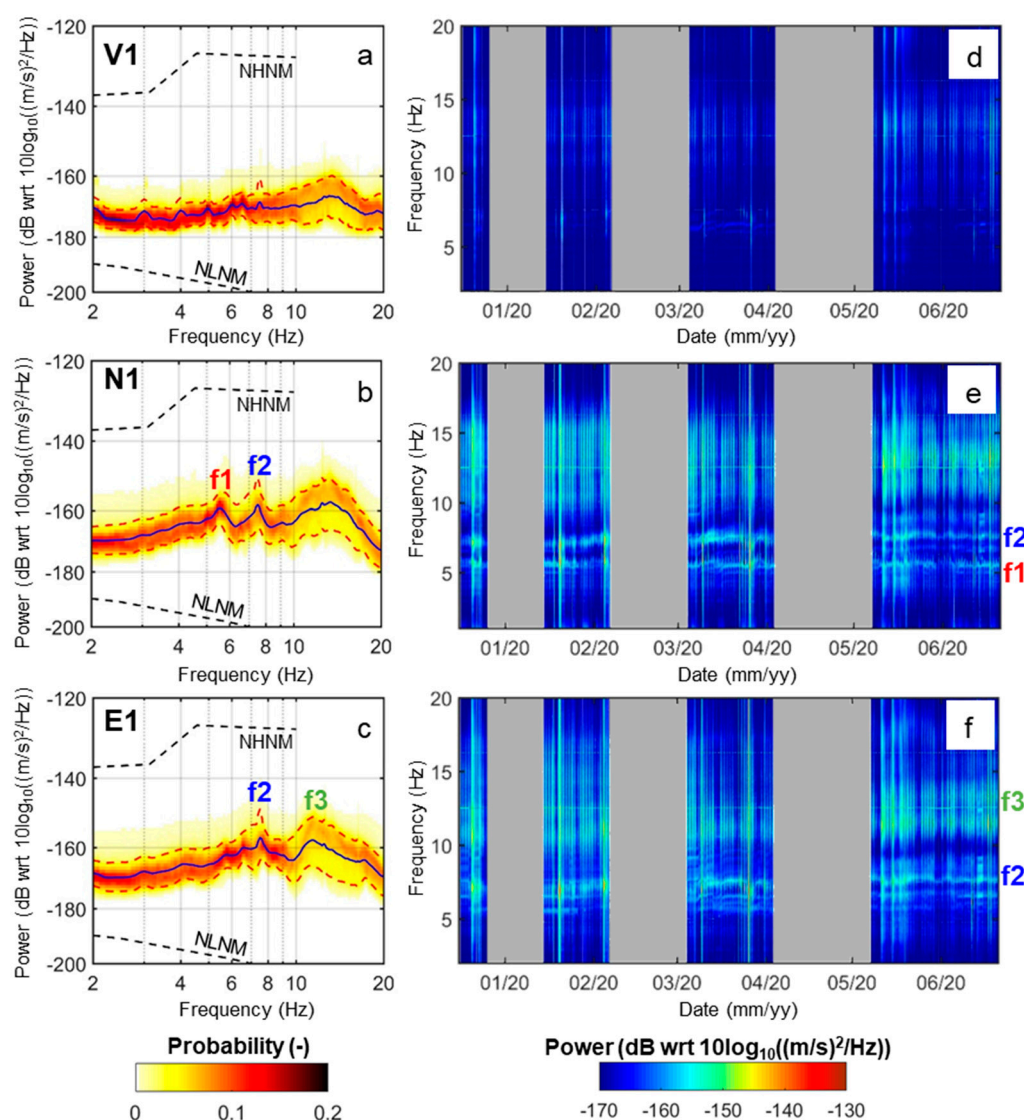 V1
a
NHNM
NLNM
-120
-140
-160
-180
-200
2
4
6
10
20
Power (dB wrt 10log10((m/s)2/Hz))
Frequency (Hz)
d
20
15
10
5
01/20
02/20
03/20
04/20
05/20
06/20
Frequency (Hz)
Date (mm/yy)
N1
b
NHNM
f1
f2
NLNM
-120
-140
-160
-180
-200
2
4
6
10
20
Power (dB wrt 10log10((m/s)2/Hz))
Frequency (Hz)
e
20
15
10
5
f2
f1
01/20
02/20
03/20
04/20
05/20
06/20
Frequency (Hz)
Date (mm/yy)
E1
c
NHNM
f2
f3
NLNM
-120
-140
-160
-180
-200
2
4
6
10
20
Power (dB wrt 10log10((m/s)2/Hz))
Frequency (Hz)
f
20
15
10
5
f3
f2
01/20
02/20
03/20
04/20
05/20
06/20
Frequency (Hz)
Date (mm/yy)
Probability (-)
0
0.1
0.2
Power (dB wrt 10log10((m/s)2/Hz))
-170
-160
-150
-140
-130